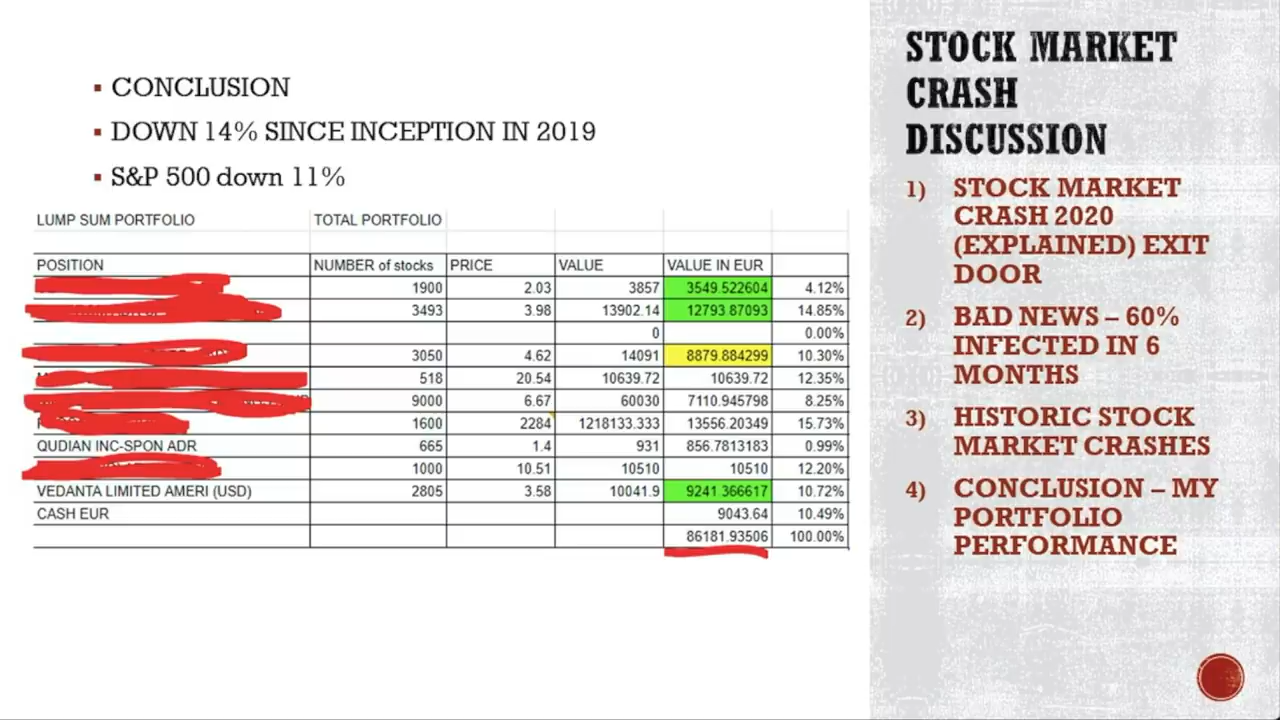 ▪ CONCLUSION
▪ DOWN 14% SINCE INCEPTION IN 2019
▪ S&P 500 down 11%
LUMP SUM PORTFOLIO TOTAL PORTFOLIO
POSITION NUMBER of stocks PRICE VALUE VALUE IN EUR
1900 2.03 3857 3549.522604 4.12%
3493 3.98 13902.14 12793.87093 14.85%
0 0.00%
3050 4.62 14091 8879.884299 10.30%
518 20.54 10639.72 10639.72 12.35%
9000 6.67 60030 7110.945798 8.25%
1600 2284 1218133.333 13556.20349 15.73%
QUDIAN INC-SPON ADR 665 1.4 931 856.7813183 0.99%
1000 10.51 10510 10510 12.20%
VEDANTA LIMITED AMERI (USD) 2805 3.58 10041.9 9241.366617 10.72%
CASH EUR 9043.64 10.49%
86181.93506 100.00%
STOCK MARKET
CRASH
DISCUSSION
1) STOCK MARKET
CRASH 2020
(EXPLAINED) EXIT
DOOR
2) BAD NEWS – 60%
INFECTED IN 6
MONTHS
3) HISTORIC STOCK
MARKET CRASHES
4) CONCLUSION – MY
PORTFOLIO
PERFORMANCE